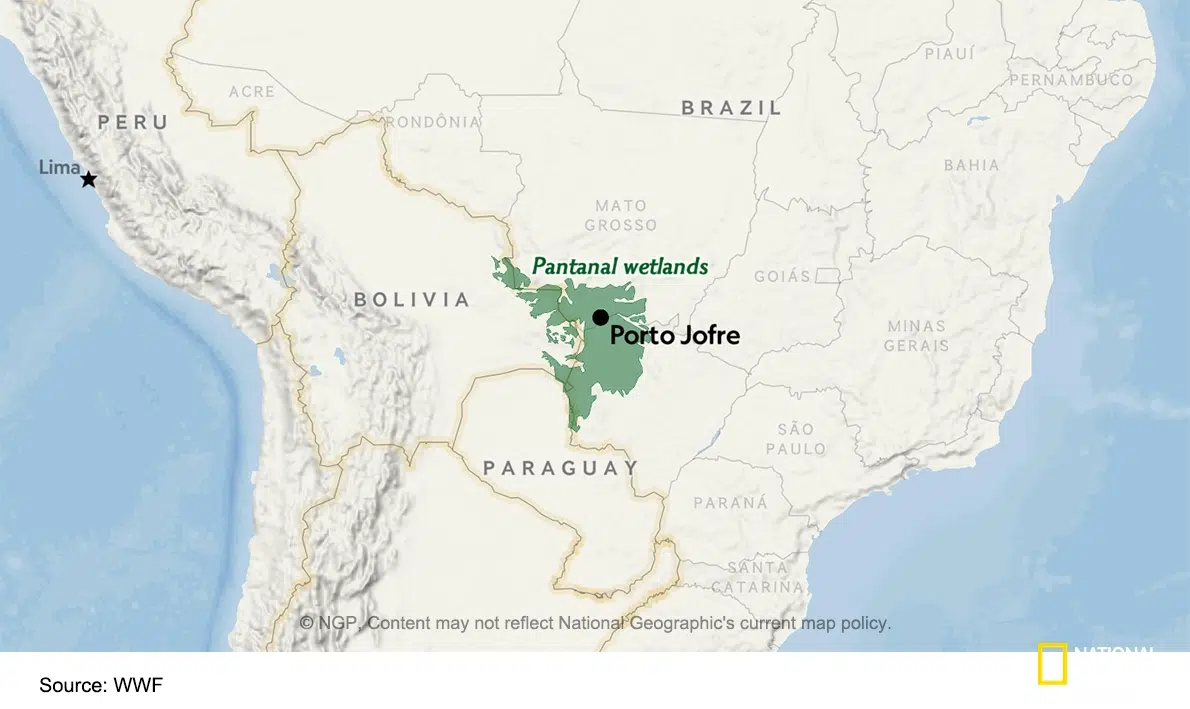 PIAUÍ
PERNAMBUCO
ACRE
BRAZIL
PERU
RONDÔNIA
Lima
BAHIA
MATO
GROSSO
Pantanal wetlands
GOIÁS
BOLIVIA
Porto Jofre
MINAS
GERAIS
SÃO
PAULO
PARAGUAY
PARANÁ
SANTA
CATARINA
© NGP, Content may not reflect National Geographic's current map policy.
NATIONAL
Source: WWF